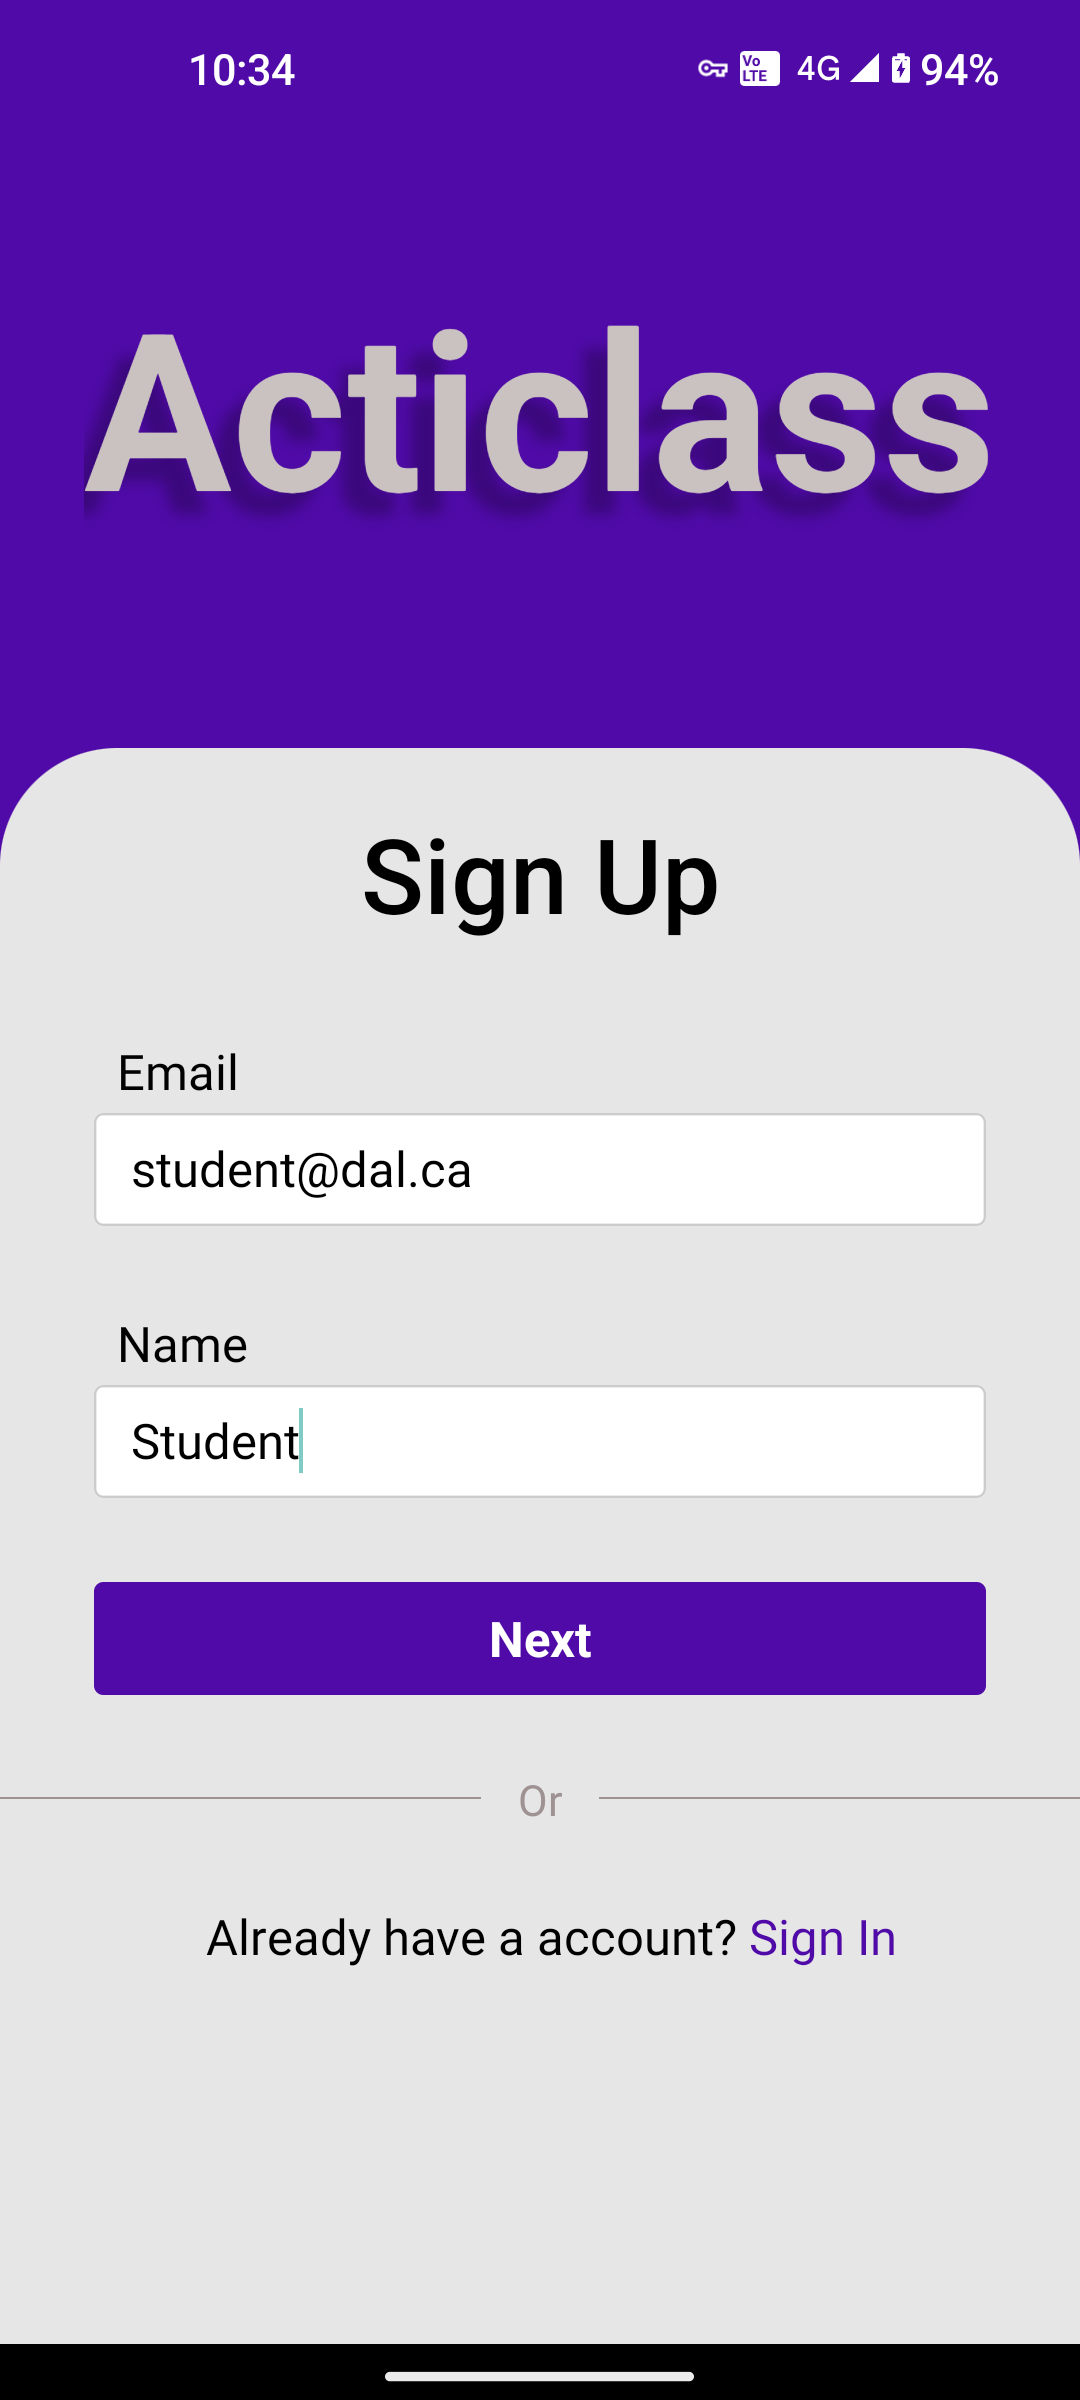 10:34 Vo LTE 4G 94%
Acticlass
Sign Up
Email
student@dal.ca
Name
Student
Next
Or
Already have a account? Sign In